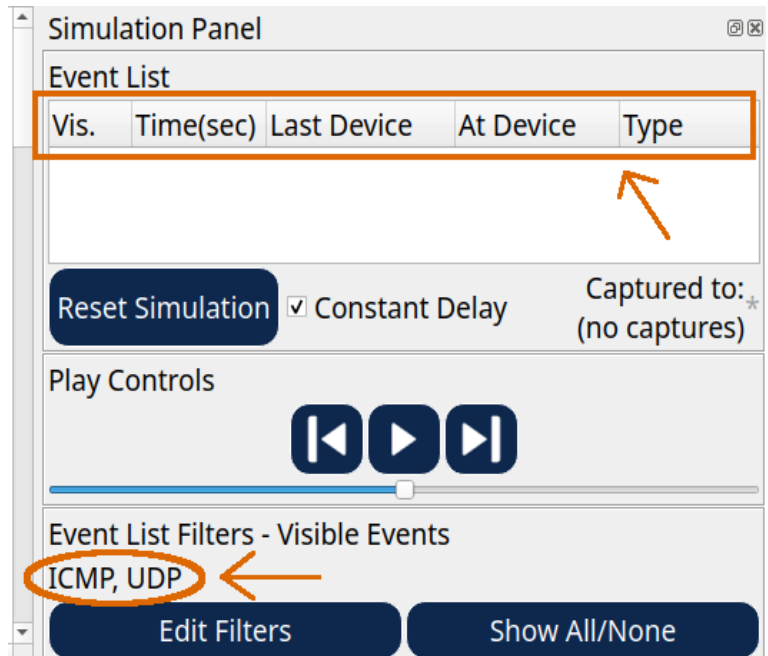 Simulation Panel
Event List
Vis. Time(sec) Last Device At Device Type
Reset Simulation Constant Delay Captured to:*
(no captures)
Play Controls
Event List Filters - Visible Events
ICMP, UDP
Edit Filters Show All/None